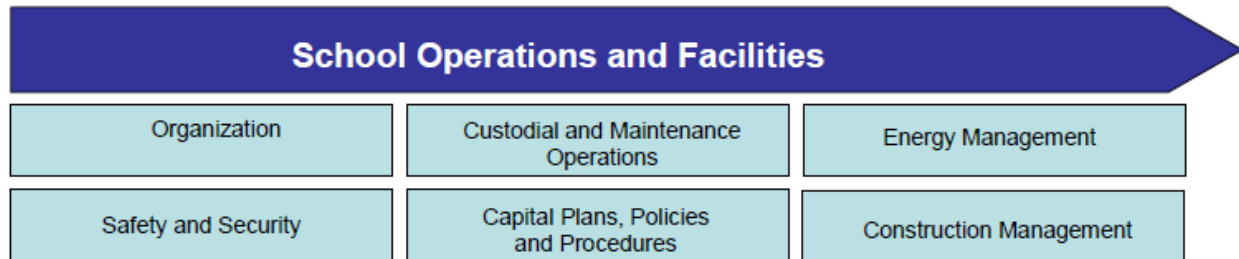 School Operations and Facilities
Organization
Custodial and Maintenance
Operations
Energy Management
Safety and Security
Capital Plans, Policies
and Procedures
Construction Management